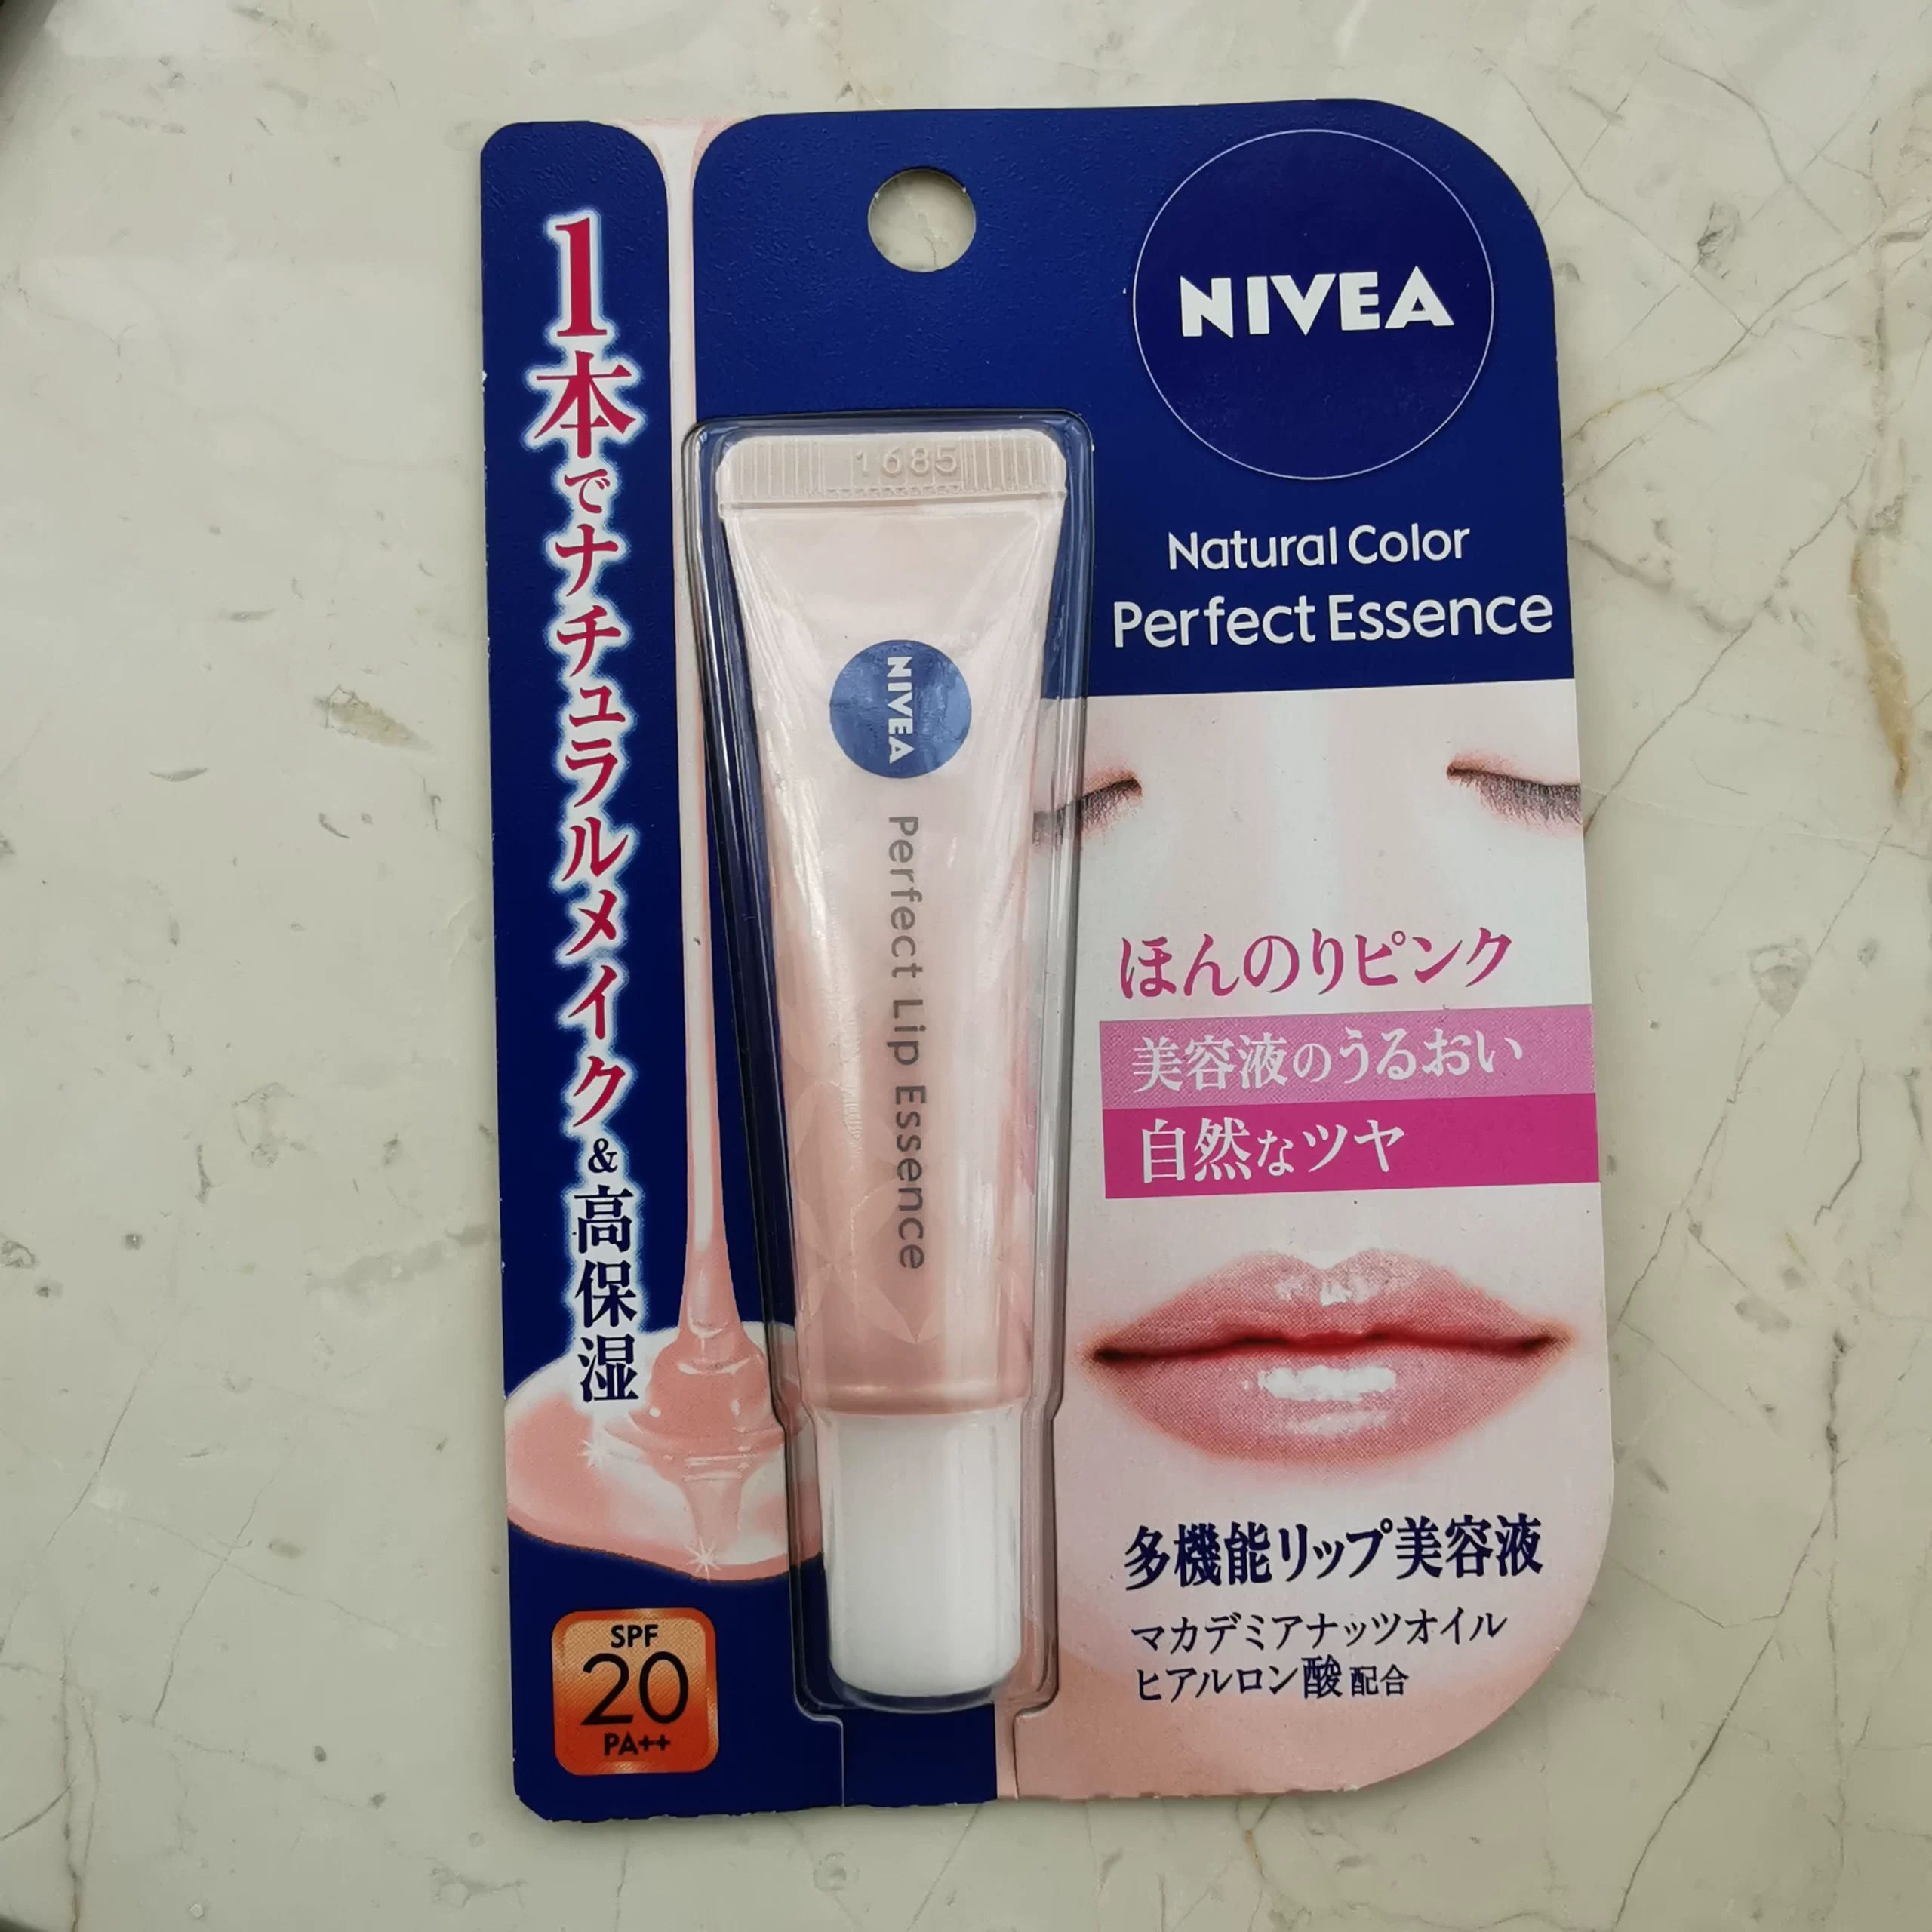 1本でナチュラルメイク&高保湿
NIVEA
Natural Color
Perfect Essence
1685
NIVEA
Perfect Lip Essence
ほんのりピンク
美容液のうるおい
自然なツヤ
多機能リップ美容液
マカデミアナッツオイル
ヒアルロン酸配合
SPF
20
PA++